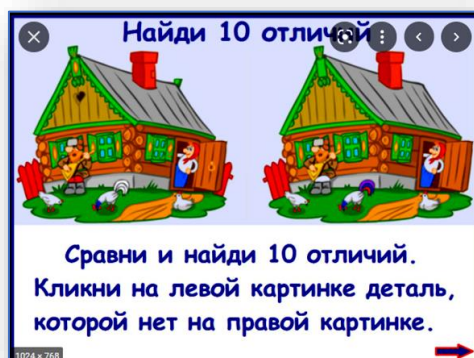 Найди 10 отличий
Сравни и найди 10 отличий.
Кликни на левой картинке деталь,
которой нет на правой картинке.
1024 x 768